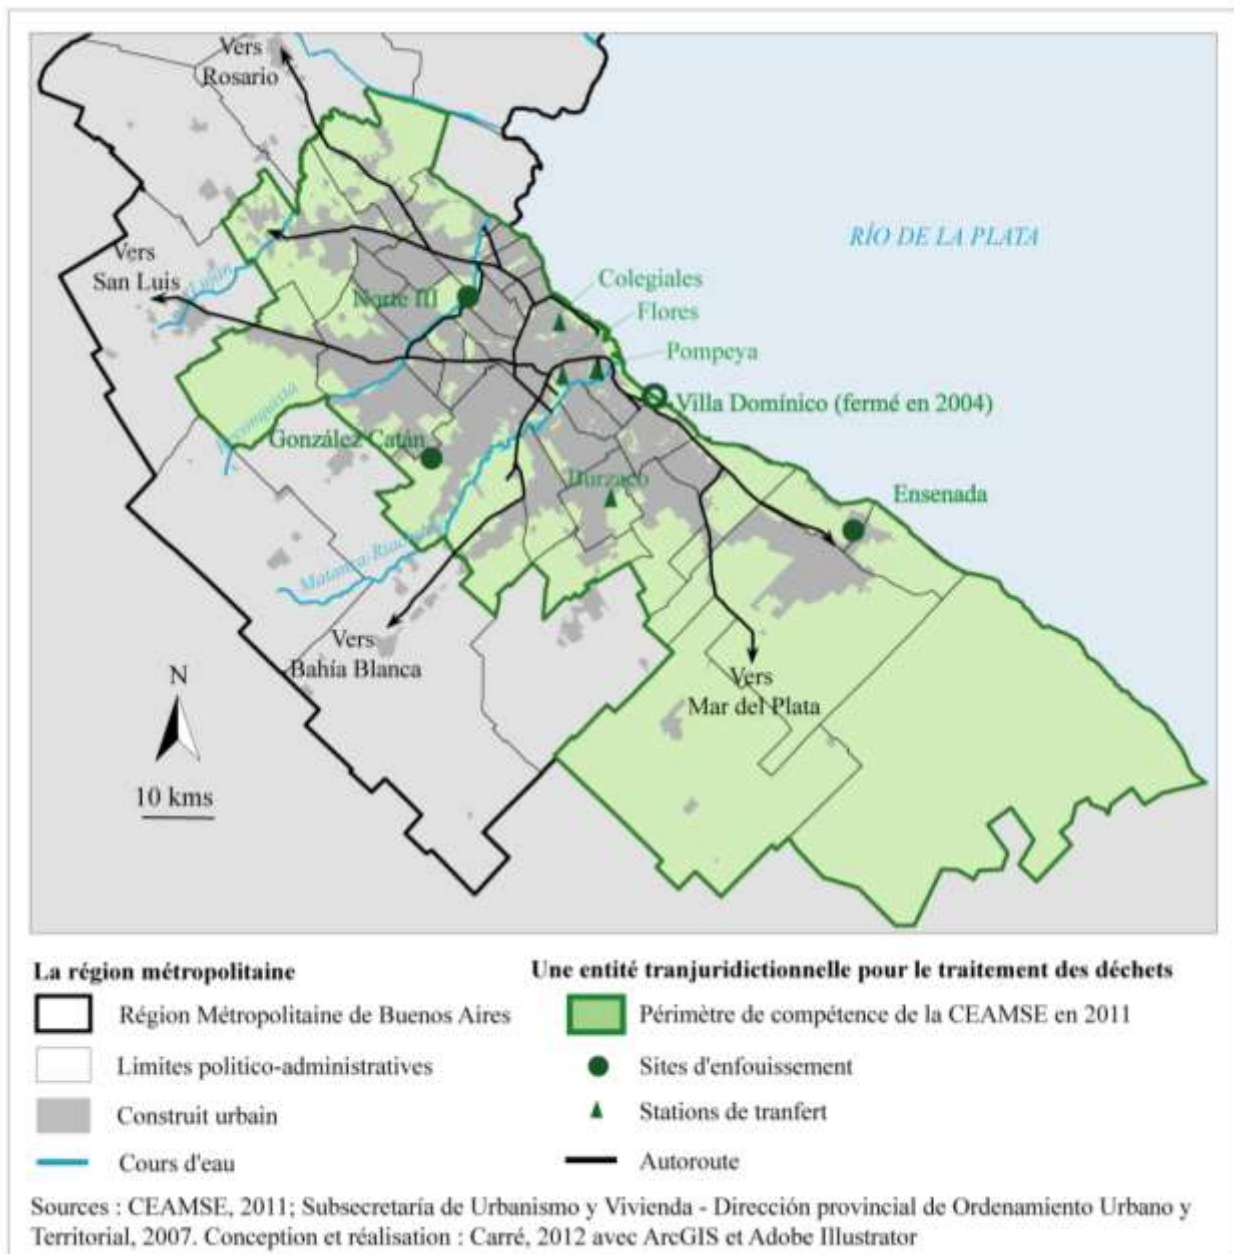 Vers
Rosario
RÍO DE LA PLATA
Vers
San Luis
Luján
Norte III
Colegiales
Flores
Pompeya
Villa Domínico (fermé en 2004)
Reconquista
González Catán
Burzaco
Ensenada
Matanza-Riachuelo
Vers
Bahía Blanca
Vers
Mar del Plata
N
10 kms
La région métropolitaine
Région Métropolitaine de Buenos Aires
Limites politico-administratives
Construit urbain
Cours d'eau
Une entité tranjuridictionnelle pour le traitement des déchets
Périmètre de compétence de la CEAMSE en 2011
Sites d'enfouissement
Stations de tranfert
Autoroute
Sources : CEAMSE, 2011; Subsecretaría de Urbanismo y Vivienda - Dirección provincial de Ordenamiento Urbano y
Territorial, 2007. Conception et réalisation : Carré, 2012 avec ArcGIS et Adobe Illustrator